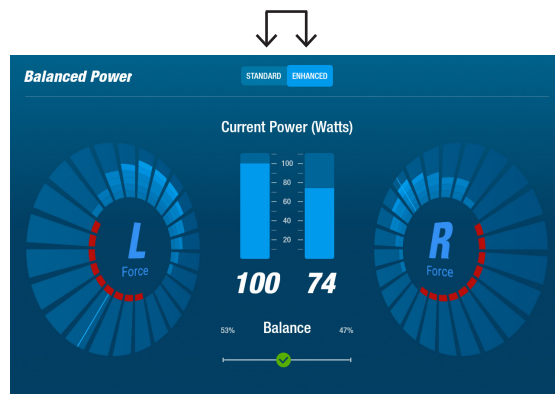 Balanced Power
STANDARD ENHANCED
Current Power (Watts)
100
80
60
40
20
L
Force
R
Force
100 74
53% Balance 47%